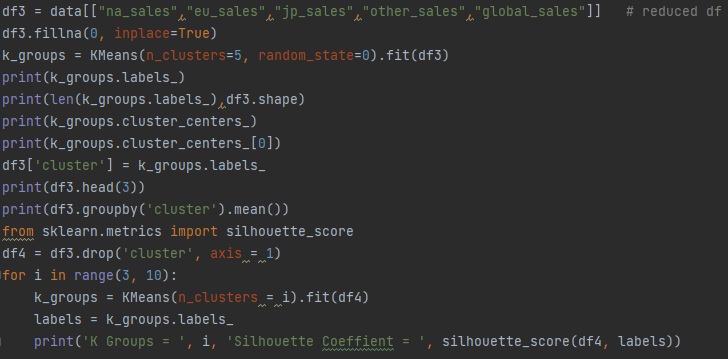 df3 = data[["na_sales","eu_sales","jp_sales","other_sales","global_sales"]]   # reduced df
df3.fillna(0, inplace=True)
k_groups = KMeans(n_clusters=5, random_state=0).fit(df3)
print(k_groups.labels_)
print(len(k_groups.labels_),df3.shape)
print(k_groups.cluster_centers_)
print(k_groups.cluster_centers_[0])
df3['cluster'] = k_groups.labels_
print(df3.head(3))
print(df3.groupby('cluster').mean())
from sklearn.metrics import silhouette_score
df4 = df3.drop('cluster', axis = 1)
for i in range(3, 10):
    k_groups = KMeans(n_clusters = i).fit(df4)
    labels = k_groups.labels_
    print('K Groups = ', i, 'Silhoutte Coeffient = ', silhouette_score(df4, labels))